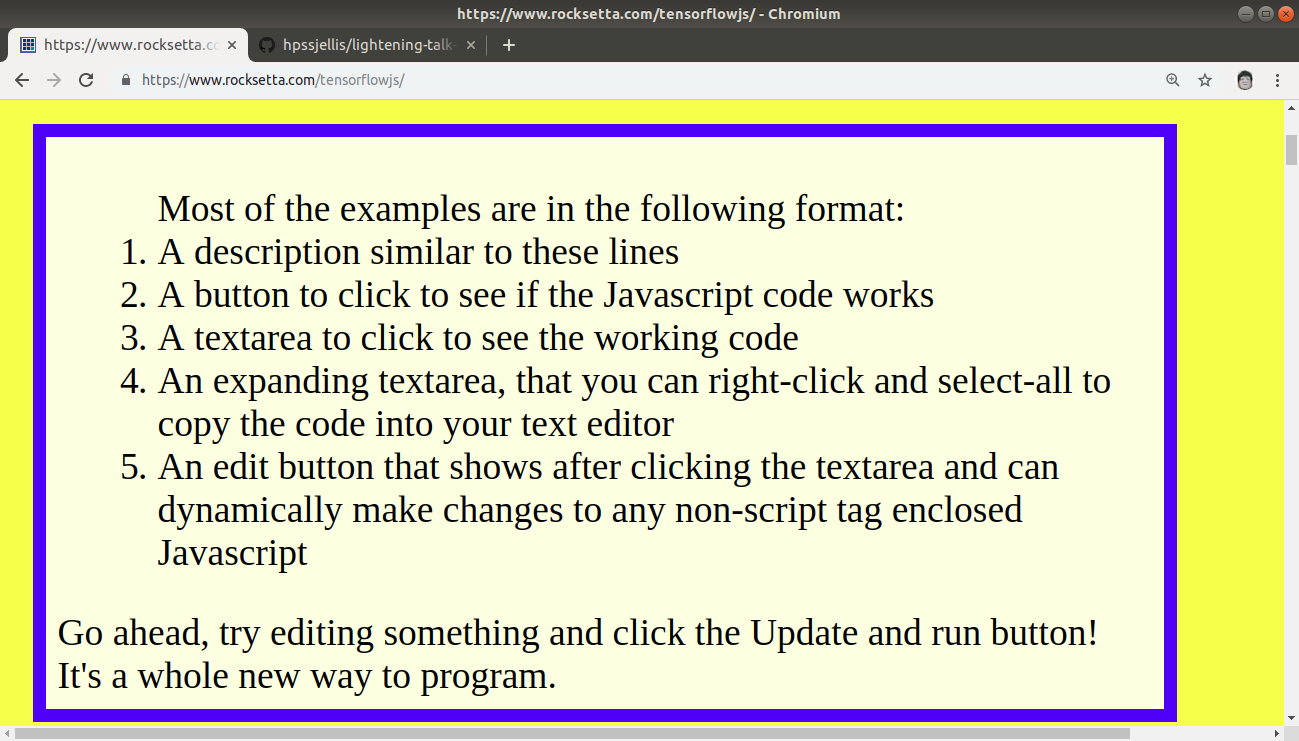 https://www.rocksetta.com/tensorflowjs/ - Chromium
https://www.rocksetta.co
hpssjellis/lightening-talk-
https://www.rocksetta.com/tensorflowjs/
Most of the examples are in the following format:
1. A description similar to these lines
2. A button to click to see if the Javascript code works
3. A textarea to click to see the working code
4. An expanding textarea, that you can right-click and select-all to
copy the code into your text editor
5. An edit button that shows after clicking the textarea and can
dynamically make changes to any non-script tag enclosed
Javascript
Go ahead, try editing something and click the Update and run button!
It's a whole new way to program.